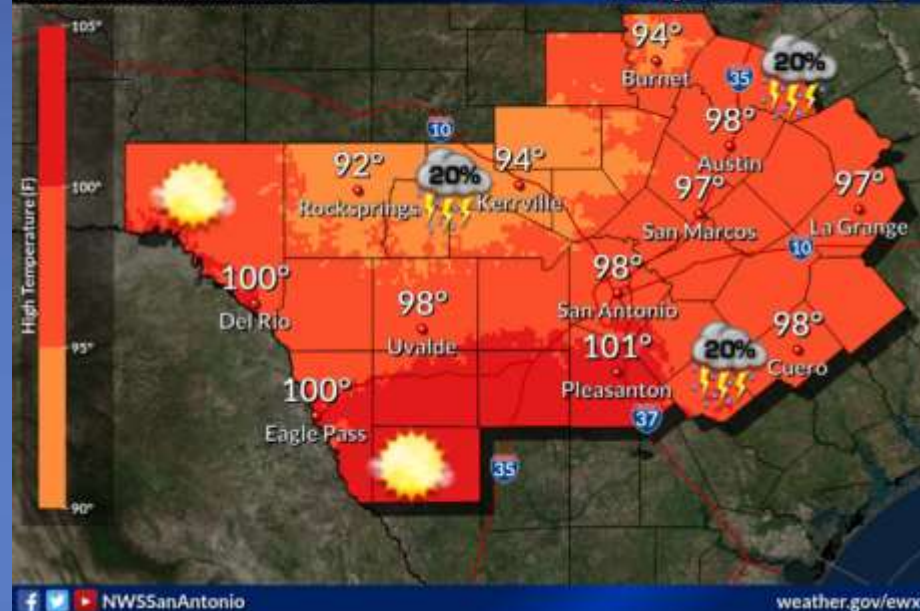 105°
94°
Burnet
20%
35
10
98°
Austin
100°
92°
Rocksprings
20%
94°
Kerrville
97°
San Marcos
97°
La Grange
10
High Temperature (F)
100°
Del Rio
98°
Uvalde
98°
San Antonio
95°
101°
Pleasanton
20%
98°
Cuero
100°
Eagle Pass
37
35
90°
NWSSanAntonio
weather.gov/ewx